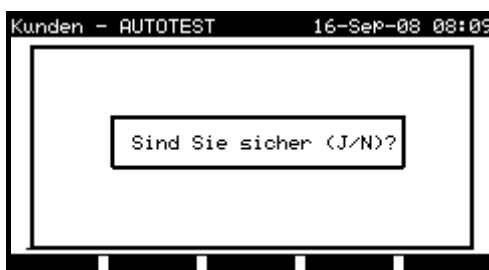 Kunden - AUTOTEST 16-Sep-08 08:09
Sind Sie sicher (J/N)?